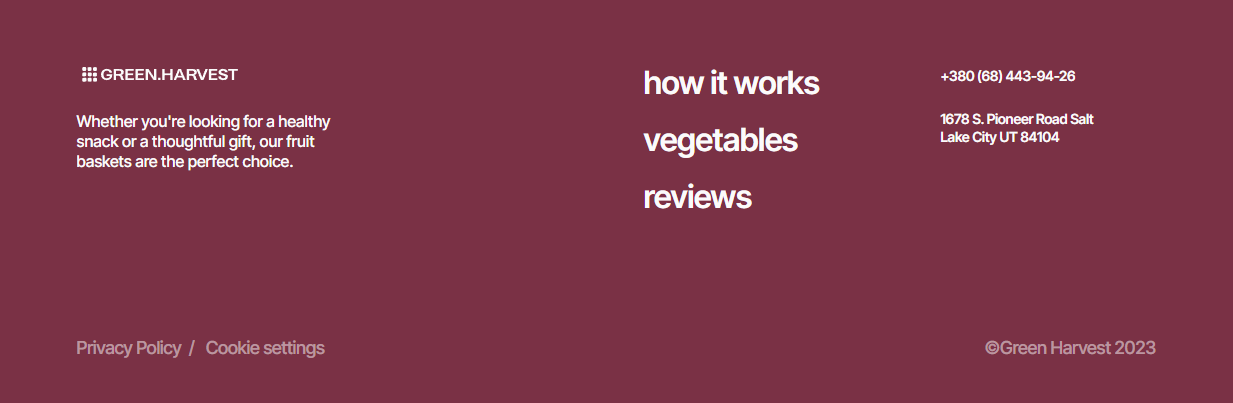 GREEN.HARVEST
Whether you're looking for a healthy
snack or a thoughtful gift, our fruit
baskets are the perfect choice.
how it works
vegetables
reviews
+380 (68) 443-94-26
1678 S. Pioneer Road Salt
Lake City UT 84104
Privacy Policy / Cookie settings
©Green Harvest 2023